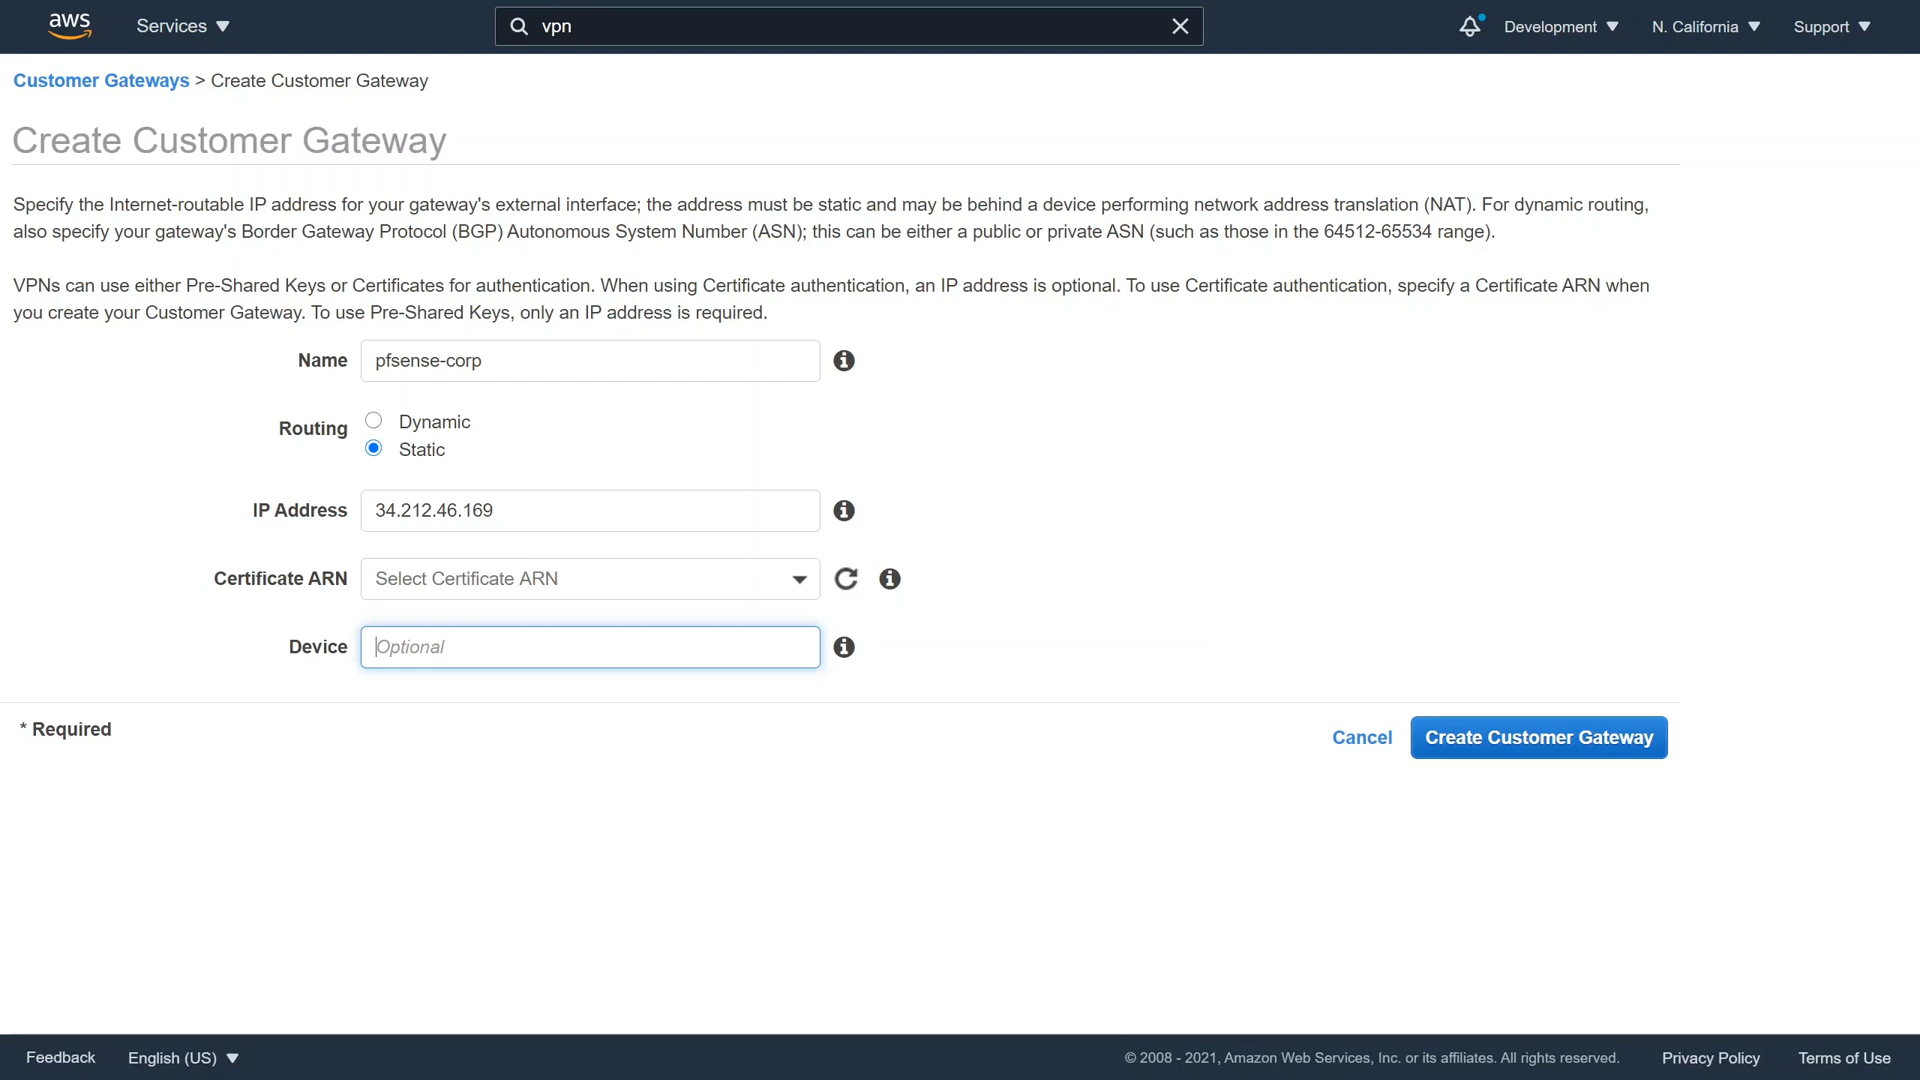 aws Services vpn Development N. California Support
Customer Gateways > Create Customer Gateway
Create Customer Gateway
Specify the Internet-routable IP address for your gateway's external interface; the address must be static and may be behind a device performing network address translation (NAT). For dynamic routing,
also specify your gateway's Border Gateway Protocol (BGP) Autonomous System Number (ASN); this can be either a public or private ASN (such as those in the 64512-65534 range).
VPNs can use either Pre-Shared Keys or Certificates for authentication. When using Certificate authentication, an IP address is optional. To use Certificate authentication, specify a Certificate ARN when
you create your Customer Gateway. To use Pre-Shared Keys, only an IP address is required.
Name pfsense-corp
Routing Dynamic
Static
IP Address 34.212.46.169
Certificate ARN Select Certificate ARN
Device Optional
* Required
Cancel Create Customer Gateway
Feedback English (US) © 2008 - 2021, Amazon Web Services, Inc. or its affiliates. All rights reserved. Privacy Policy Terms of Use